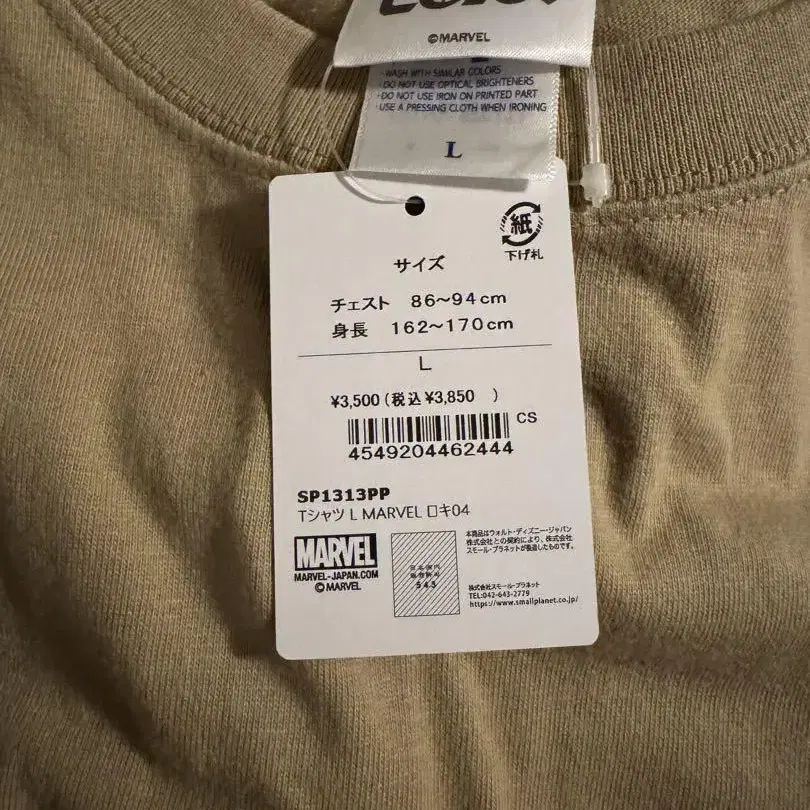 ©MARVEL
·WASH WITH SIMILAR COLORS
·DO NOT USE OPTICAL BRIGHTENERS
·DO NOT USE IRON ON PRINTED PART
·USE A PRESSING CLOTH WHEN IRONING
L
紙
下げ札
サイズ
チェスト 86~94cm
身長 162~170cm
L
¥3,500(税込¥3,850 )
CS
4549204462444
SP1313PP
Tシャツ L MARVEL ロキ04
MARVEL
MARVEL-JAPAN.COM
©MARVEL
543
本商品はウォルト・ディズニー・ジャパン
株式会社との契約により、株式会社
スモール・プラネットが製造したものです。
株式会社スモール・プラネット
TEL:042-643-2779
https://www.smallplanet.co.jp/